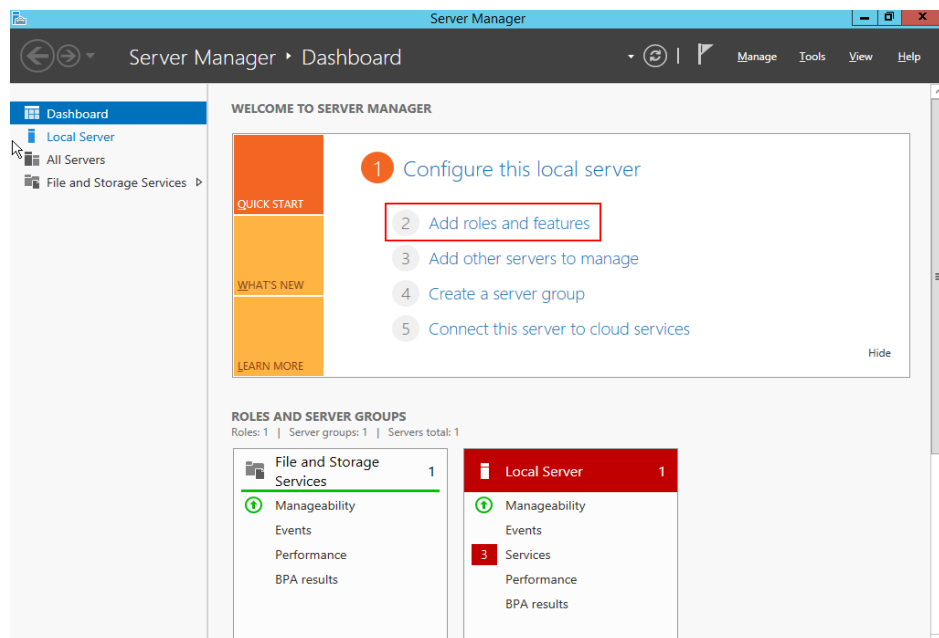 Server Manager
Server Manager ‣ Dashboard
Manage Tools View Help
Dashboard
Local Server
All Servers
File and Storage Services
WELCOME TO SERVER MANAGER
QUICK START
WHAT'S NEW
LEARN MORE
1 Configure this local server
2 Add roles and features
3 Add other servers to manage
4 Create a server group
5 Connect this server to cloud services
Hide
ROLES AND SERVER GROUPS
Roles: 1 | Server groups: 1 | Servers total: 1
File and Storage
Services
1
Manageability
Events
Performance
BPA results
Local Server 1
Manageability
Events
3 Services
Performance
BPA results